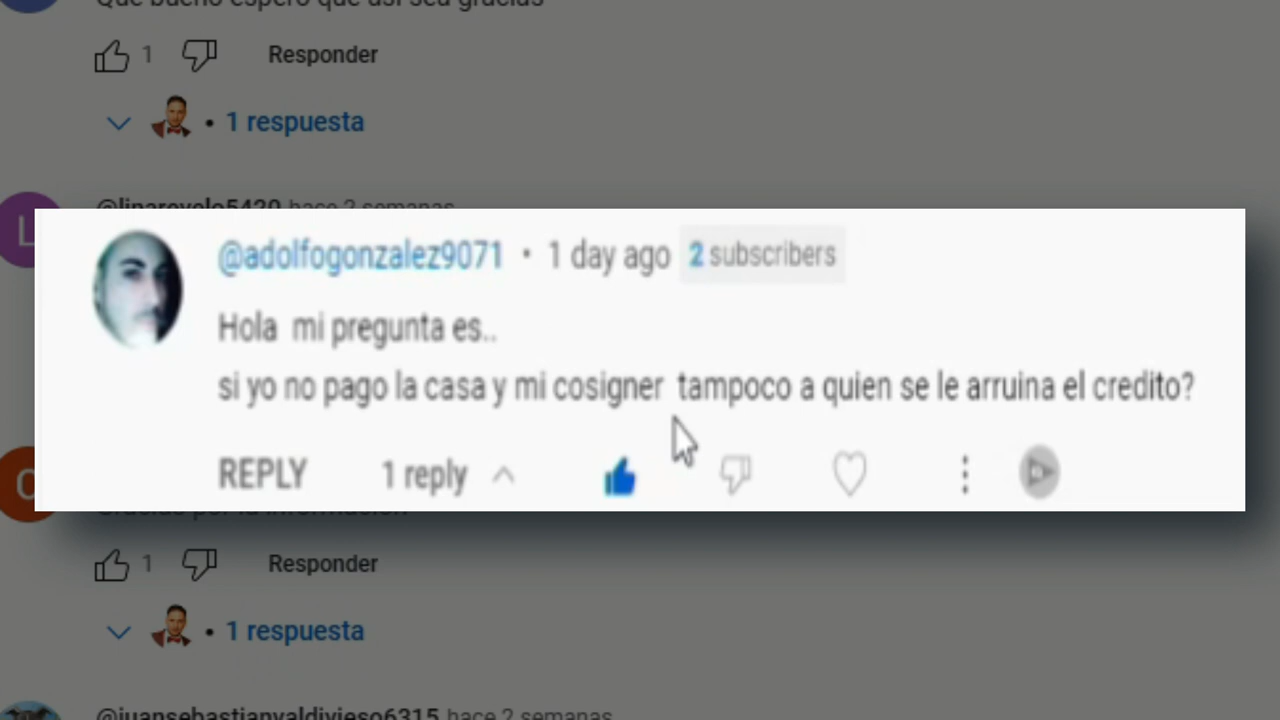 Que bueno espero que así sea gracias
1 Responder
• 1 respuesta
@linarevelo5420 hace 2 semanas
L
@adolfogonzalez9071 • 1 day ago 2 subscribers
Hola mi pregunta es..
si yo no pago la casa y mi cosigner tampoco a quien se le arruina el credito?
REPLY 1 reply
Gracias por la información
1 Responder
• 1 respuesta
@juansebastianvaldivieso6315 hace 2 semanas